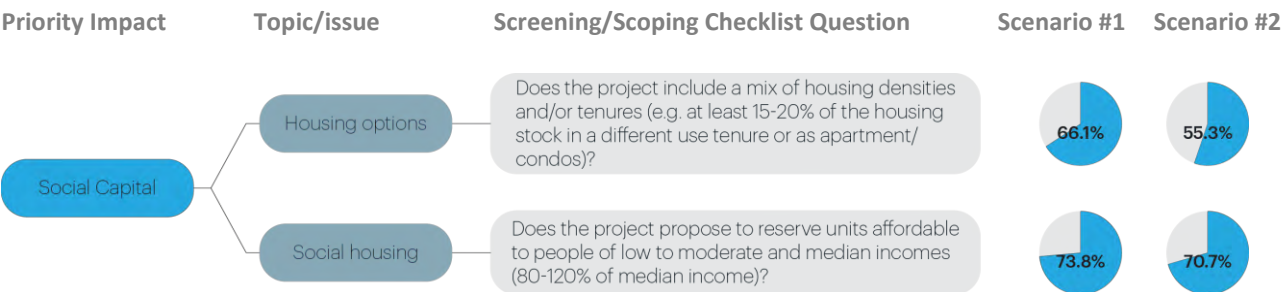 Priority Impact Topic/issue Screening/Scoping Checklist Question Scenario #1 Scenario #2
Does the project include a mix of housing densities
and/or tenures (e.g. at least 15-20% of the housing
stock in a different use tenure or as apartment/
condos)?
Housing options
66.1%
55.3%
Social Capital
Does the project propose to reserve units affordable
to people of low to moderate and median incomes
(80-120% of median income)?
Social housing
73.8%
70.7%